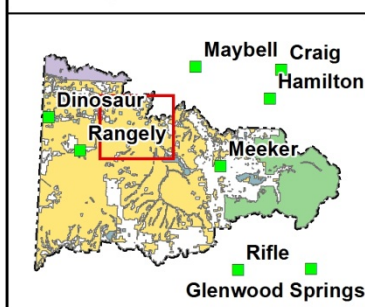 Maybell Craig
Hamilton
Dinosaur
Rangely
Meeker
Rifle
Glenwood Springs